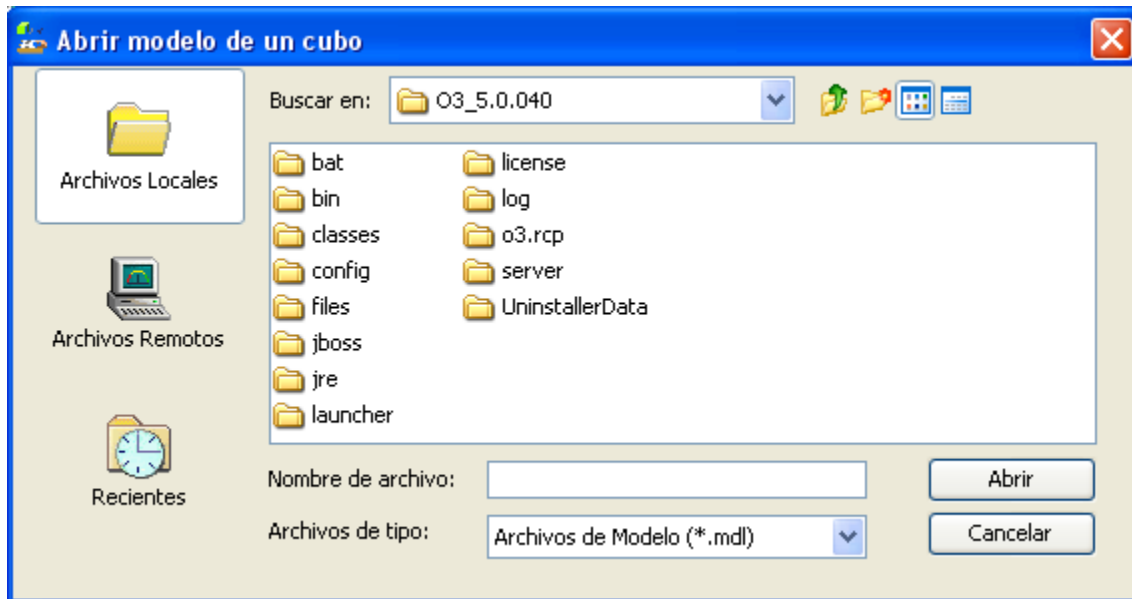 Abrir modelo de un cubo
Archivos Locales
Archivos Remotos
Recientes
Buscar en: O3_5.0.040
bat license
bin log
classes o3.rcp
config server
files UninstallerData
jboss
jre
launcher
Nombre de archivo: Abrir
Archivos de tipo: Archivos de Modelo (*.mdl) Cancelar